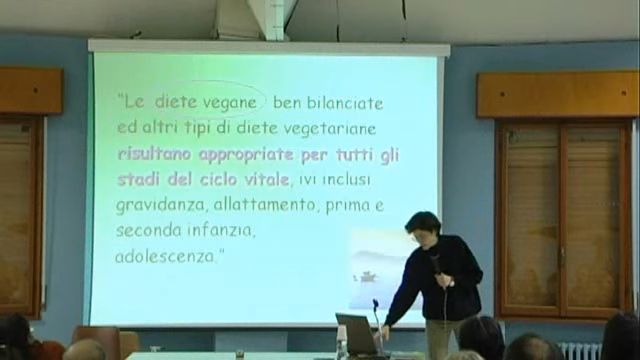 "Le diete vegane, ben bilanciate
ed altri tipi di diete vegetariane
risultano appropriate per tutti gli
stadi del ciclo vitale, ivi inclusi
gravidanza, allattamento, prima e
seconda infanzia,
adolescenza."